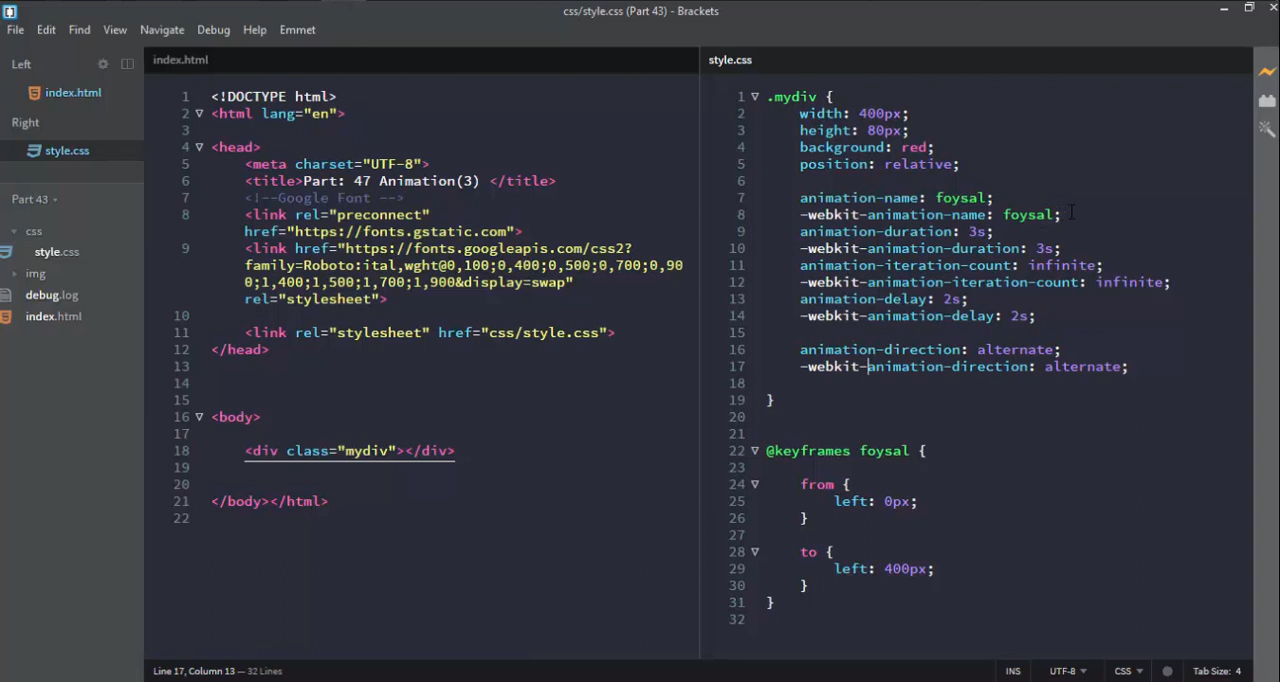 css/style.css (Part 43) - Brackets
File Edit Find View Navigate Debug Help Emmet
Left
index.html
Right
style.css
Part 43
css
style.css
img
debug.log
index.html
index.html
1 <!DOCTYPE html>
2 <html lang="en">
3
4 <head>
5 <meta charset="UTF-8">
6 <title>Part: 47 Animation(3) </title>
7 <!--Google Font -->
8 <link rel="preconnect"
href="https://fonts.gstatic.com">
9 <link href="https://fonts.googleapis.com/css2?
family=Roboto:ital,wght@0,100;0,400;0,500;0,700;0,90
0;1,400;1,500;1,700;1,900&display=swap"
rel="stylesheet">
10
11 <link rel="stylesheet" href="css/style.css">
12 </head>
13
14
15
16 <body>
17
18 <div class="mydiv"></div>
19
20
21 </body></html>
22
style.css
1 .mydiv {
2 width: 400px;
3 height: 80px;
4 background: red;
5 position: relative;
6
7 animation-name: foysal;
8 -webkit-animation-name: foysal;
9 animation-duration: 3s;
10 -webkit-animation-duration: 3s;
11 animation-iteration-count: infinite;
12 -webkit-animation-iteration-count: infinite;
13 animation-delay: 2s;
14 -webkit-animation-delay: 2s;
15
16 animation-direction: alternate;
17 -webkit-animation-direction: alternate;
18
19 }
20
21
22 @keyframes foysal {
23
24 from {
25 left: 0px;
26 }
27
28 to {
29 left: 400px;
30 }
31 }
32
Line 17, Column 13 — 32 Lines
INS UTF-8 CSS Tab Size: 4